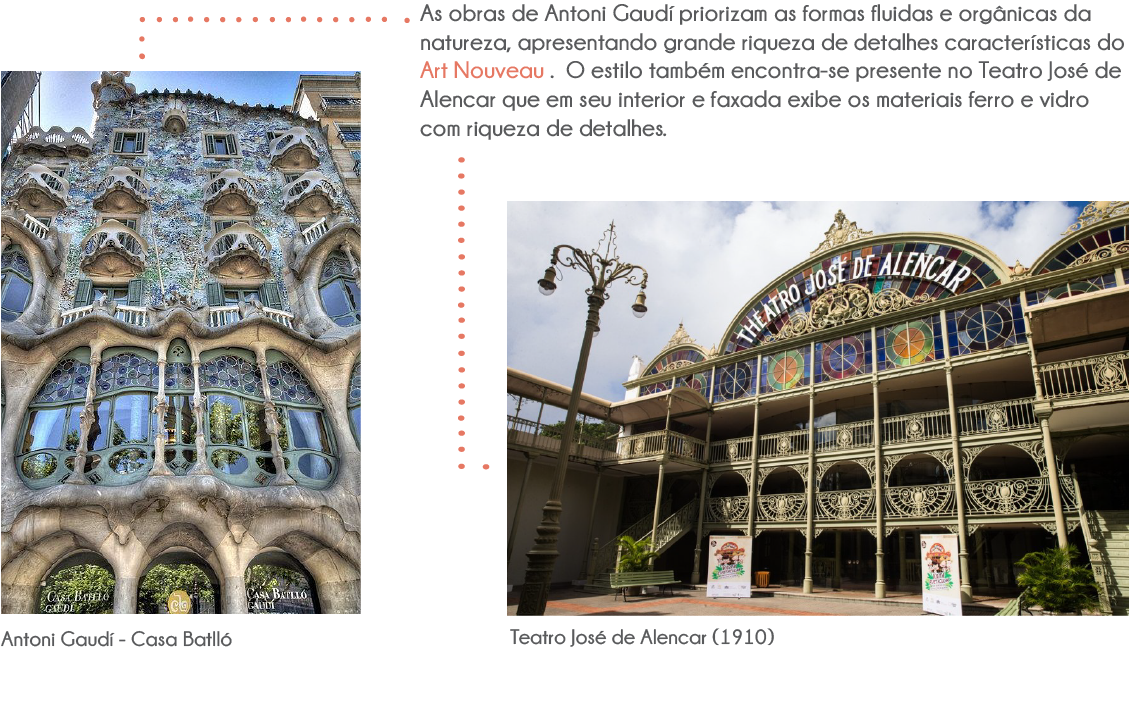 As obras de Antoni Gaudí priorizam as formas fluidas e orgânicas da
natureza, apresentando grande riqueza de detalhes características do
Art Nouveau .  O estilo também encontra-se presente no Teatro José de
Alencar que em seu interior e faxada exibe os materiais ferro e vidro
com riqueza de detalhes.
THEATRO JOSÉ DE ALENCAR
CASA BATLLÓ
GAUDÍ
CASA BATLLÓ
GAUDÍ
Antoni Gaudí - Casa Batlló
Teatro José de Alencar (1910)